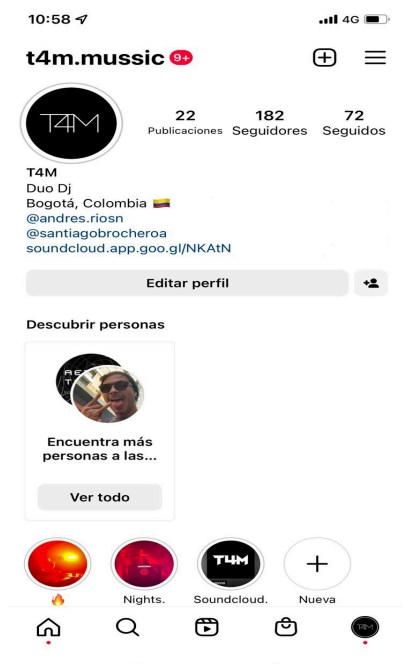 10:58
4G
t4m.mussic 9+
T4M
22 182 72
Publicaciones Seguidores Seguidos
T4M
Duo Dj
Bogotá, Colombia
@andres.riosn
@santiagobrocheroa
soundcloud.app.goo.gl/NKAtN
Editar perfil
Descubrir personas
Encuentra más
personas a las...
Ver todo
T4M
Nights. Soundcloud. Nueva
T4M